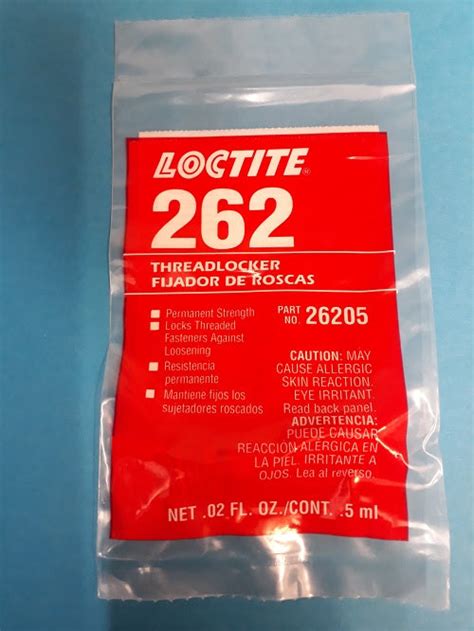 LOCTITE®
262
THREADLOCKER
FIJADOR DE ROSCAS
Permanent Strength
Locks Threaded
Fasteners Against
Loosening
Resistencia
permanente
Mantiene fijos los
sujetadores roscados
PART
NO. 26205
CAUTION: MAY
CAUSE ALLERGIC
SKIN REACTION.
EYE IRRITANT.
Read back panel.
ADVERTENCIA:
PUEDE CAUSAR
REACCIÓN ALERGICA EN
LA PIEL. IRRITANTE A
OJOS. Lea al reverso.
NET .02 FL. OZ./CONT. .5 ml